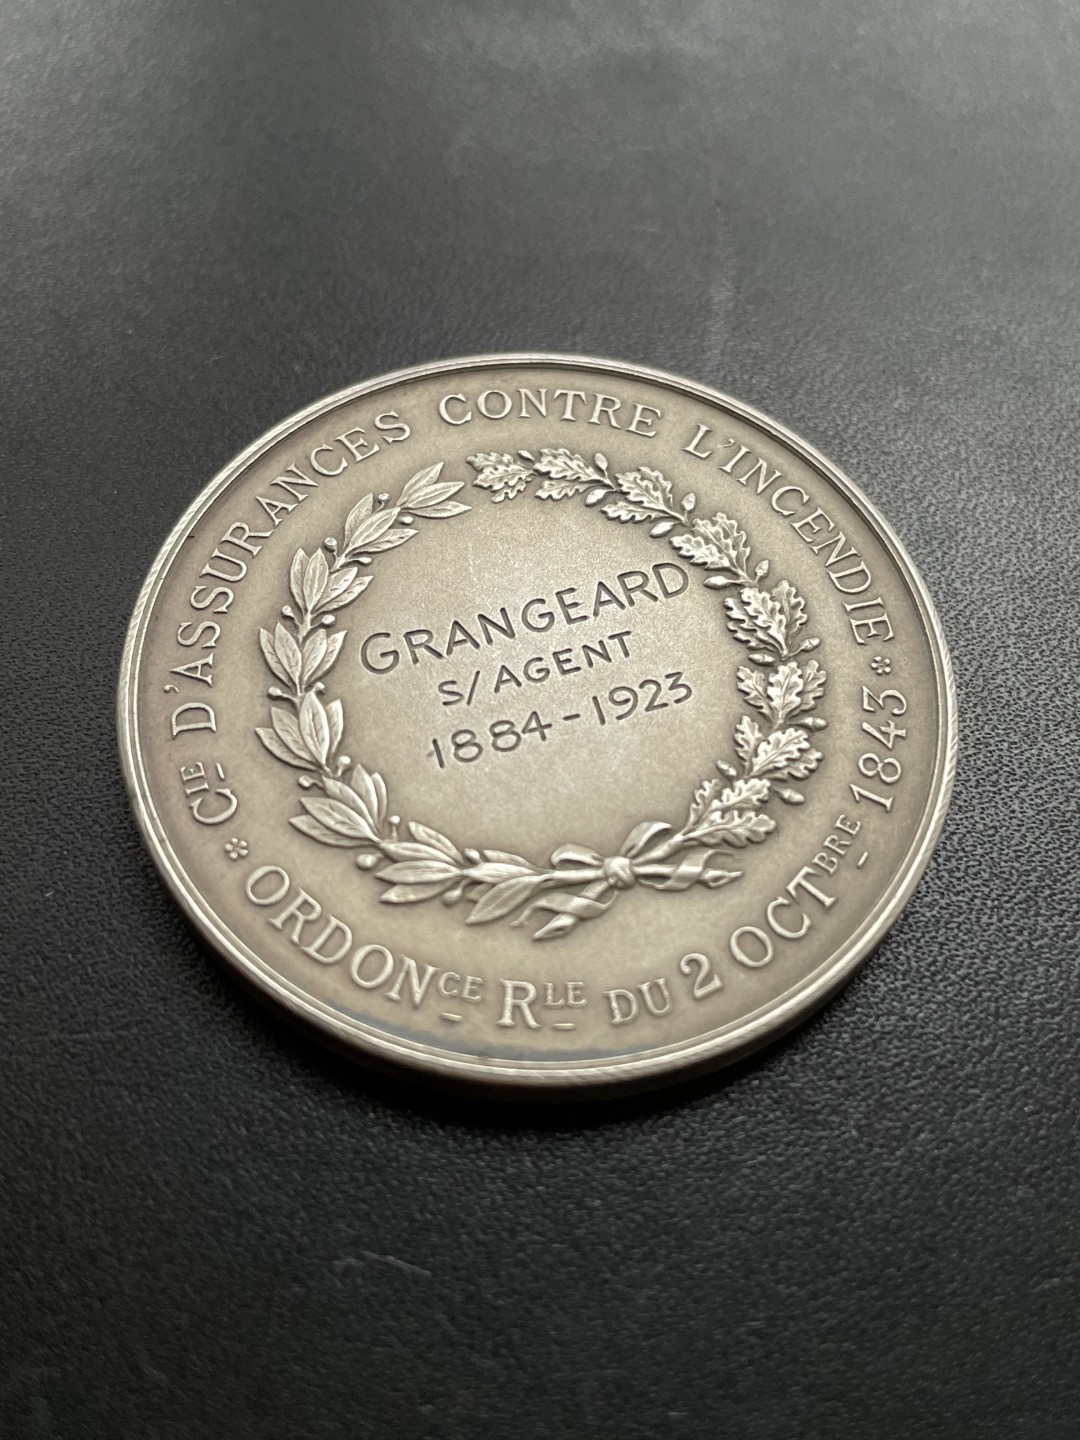 CIE D'ASSURANCES CONTRE L'INCENDIE
ORDONCE RLE DU 2 OCTBRE 1843
GRANGEARD
S/AGENT
1884-1923